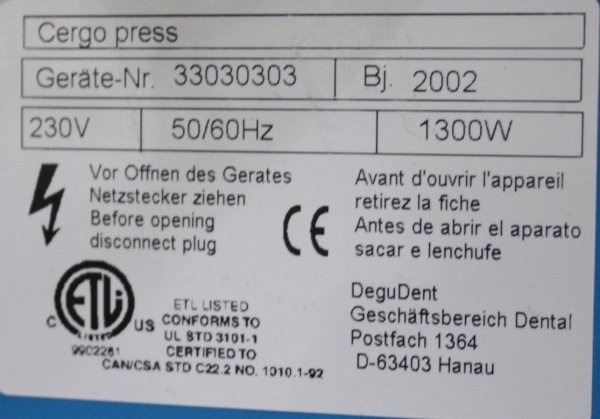 Cergo press
Geräte-Nr. 33030303 Bj. 2002
230V 50/60Hz 1300W
Vor Offnen des Gerates
Netzstecker ziehen
Before opening
disconnect plug
CE
Avant d'ouvrir l'appareil
retirez la fiche
Antes de abrir el aparato
sacar e lenchufe
ETL
LISTED
C US
9902261
ETL LISTED
CONFORMS TO
UL STD 3101-1
CERTIFIED TO
CAN/CSA STD C22.2 NO. 1010.1-92
DeguDent
Geschäftsbereich Dental
Postfach 1364
D-63403 Hanau